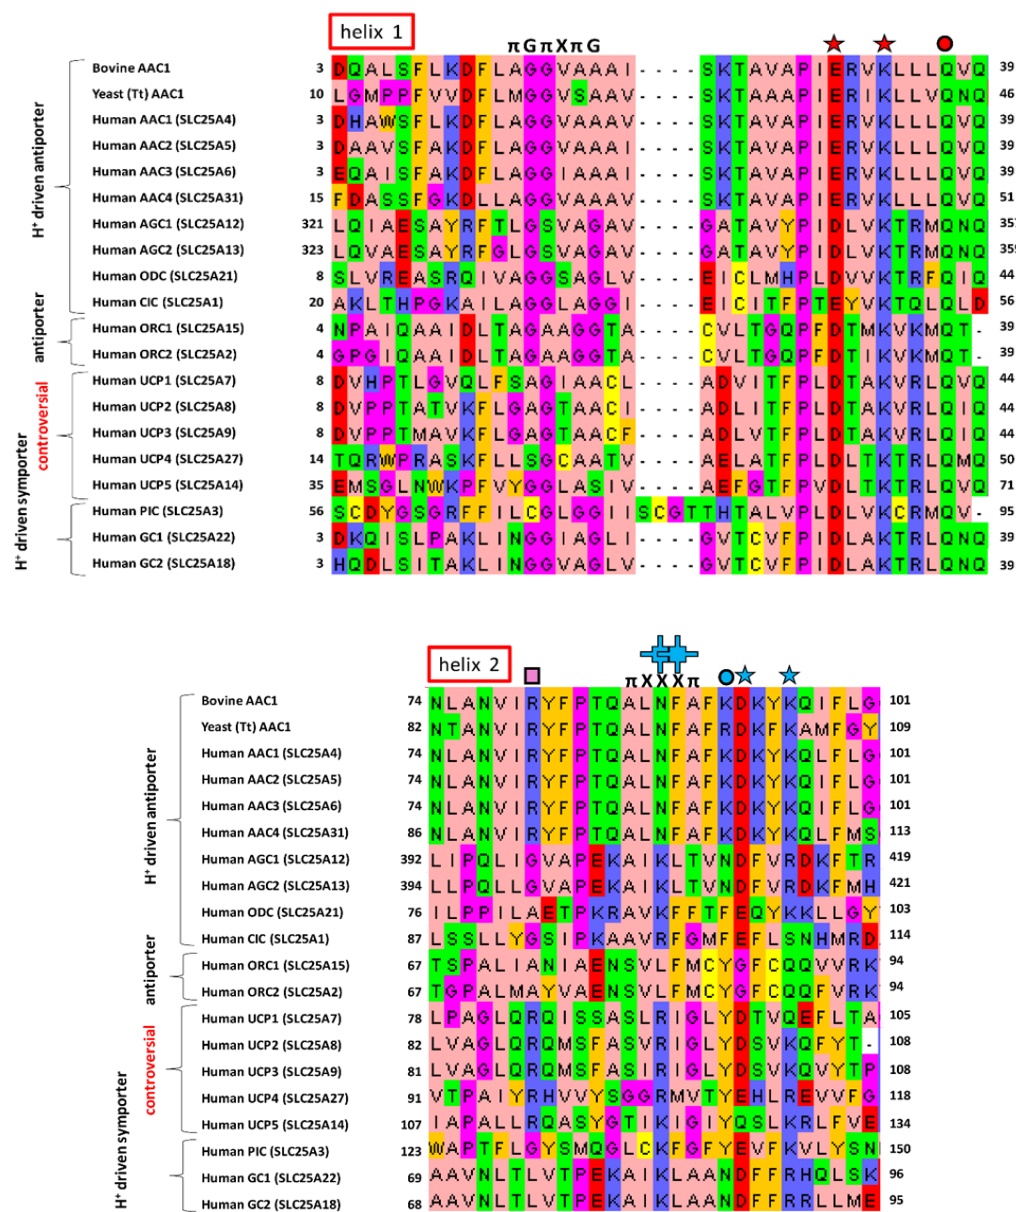 helix 1
πGπXπG
Bovine AAC1 3 DQALSFLKDFLAGGVAAAI----SKTAVAPIERVKLLLQVQ 39
Yeast (Tt) AAC1 10 LGMPPFVVDFLMGGVSAAV----SKTAAAPIERIKLLVQNQ 46
Human AAC1 (SLC25A4) 3 DHAWSFLKDFLAGGVAAAV----SKTAVAPIERVKLLLQVQ 39
Human AAC2 (SLC25A5) 3 DAAVSFAKDFLAGGVAAAI----SKTAVAPIERVKLLLQVQ 39
Human AAC3 (SLC25A6) 3 EQAISFAKDFLAGGIAAAI----SKTAVAPIERVKLLLQVQ 39
Human AAC4 (SLC25A31) 15 FDASSFGKDLLAGGVAAAV----SKTAVAPIERVKLLLQVQ 51
Human AGC1 (SLC25A12) 321 LQIAESAYRFTLGSVAGAV----GATAVYPIDLVKTRMQNQ 357
Human AGC2 (SLC25A13) 323 LQVAESAYRFGLGSVAGAV----GATAVYPIDLVKTRMQNQ 359
Human ODC (SLC25A21) 8 SLVREASRQIVAGGSAGLV----EICLMHPLDVVKTRFQIQ 44
Human CIC (SLC25A1) 20 AKLTHPGKAILAGGLAGGI----EICITFPTEYVKTQLQLD 56
Human ORC1 (SLC25A15) 4 NPAIQAAIDLTAGAAGGTA----CVLTGQPFDTMKVKMQT- 39
Human ORC2 (SLC25A2) 4 GPGIQAAIDLTAGAAGGTA----CVLTGQPFDTIKVKMQT- 39
Human UCP1 (SLC25A7) 8 DVHPTLGVQLFSAGIAACL----ADVITFPLDTAKVRLQVQ 44
Human UCP2 (SLC25A8) 8 DVPPTATVKFLGAGTAACI----ADLITFPLDTAKVRLQIQ 44
Human UCP3 (SLC25A9) 8 DVPPTMAVKFLGAGTAACF----ADLVTFPLDTAKVRLQIQ 44
Human UCP4 (SLC25A27) 14 TQRWPRASKFLLSGCAATV----AELATFPLDLTKTRLQMQ 50
Human UCP5 (SLC25A14) 35 EMSGLNWKPFVYGGLASIV----AEFGTFPVDLTKTRLQVQ 71
Human PIC (SLC25A3) 56 SCDYGSGRFFILCGLGGIISCGTTHTALVPLDLVKCRMQV- 95
Human GC1 (SLC25A22) 3 DKQISLPAKLINGGIAGLI----GVTCVFPIDLAKTRLQNQ 39
Human GC2 (SLC25A18) 3 HQDLSITAKLINGGVAGLV----GVTCVFPIDLAKTRLQNQ 39
H⁺ driven antiporter
antiporter
controversial
H⁺ driven symporter
helix 2
πXXXπ
Bovine AAC1 74 NLANVIRYFPTQALNFAFKDKYKQIFLG 101
Yeast (Tt) AAC1 82 NTANVIRYFPTQALNFAFRDKFKAMFGY 109
Human AAC1 (SLC25A4) 74 NLANVIRYFPTQALNFAFKDKYKQLFLG 101
Human AAC2 (SLC25A5) 74 NLANVIRYFPTQALNFAFKDKYKQIFLG 101
Human AAC3 (SLC25A6) 74 NLANVIRYFPTQALNFAFKDKYKQIFLG 101
Human AAC4 (SLC25A31) 86 NLANVIRYFPTQALNFAFKDKYKQLFMS 113
Human AGC1 (SLC25A12) 392 LIPQLIGVAPEKAIKLTVNDFVRDKFTR 419
Human AGC2 (SLC25A13) 394 LLPQLLGVAPEKAIKLTVNDFVRDKFMH 421
Human ODC (SLC25A21) 76 ILPPILAETPKRAVKFFTFEQYKKLLGY 103
Human CIC (SLC25A1) 87 LSSLLYGSIPKAAVRFGMFEFLSNHMRD 114
Human ORC1 (SLC25A15) 67 TSPALIANIAENSVLFMCYGFCQQVVRK 94
Human ORC2 (SLC25A2) 67 TGPALMAYVAENSVLFMCYGFCQQFVRK 94
Human UCP1 (SLC25A7) 78 LPAGLQRQISSASLRIGLYDTVQEFLTA 105
Human UCP2 (SLC25A8) 82 LVAGLQRQMSFASVRIGLYDSVKQFYT- 108
Human UCP3 (SLC25A9) 81 LVAGLQRQMSFASIRIGLYDSVKQVYTP 108
Human UCP4 (SLC25A27) 91 VTPAIYRHVVYSGGRMVTYEHLREVVFG 118
Human UCP5 (SLC25A14) 107 IAPALLRQASYGTIKIGIYQSLKRLFVE 134
Human PIC (SLC25A3) 123 WAPTFLGYSMQGLCKFGFYEVFKVLYSN 150
Human GC1 (SLC25A22) 69 AAVNLTLVTPEKAIKLAANDFFRHQLSK 96
Human GC2 (SLC25A18) 68 AAVNLTLVTPEKAIKLAANDFFRRLLME 95
H⁺ driven antiporter
antiporter
controversial
H⁺ driven symporter